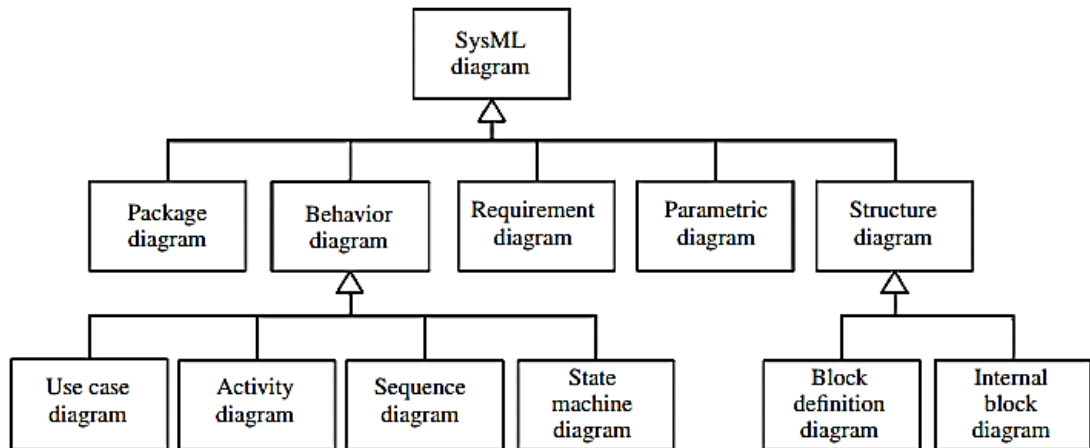 SysML
diagram
Package
diagram
Behavior
diagram
Requirement
diagram
Parametric
diagram
Structure
diagram
Use case
diagram
Activity
diagram
Sequence
diagram
State
machine
diagram
Block
definition
diagram
Internal
block
diagram